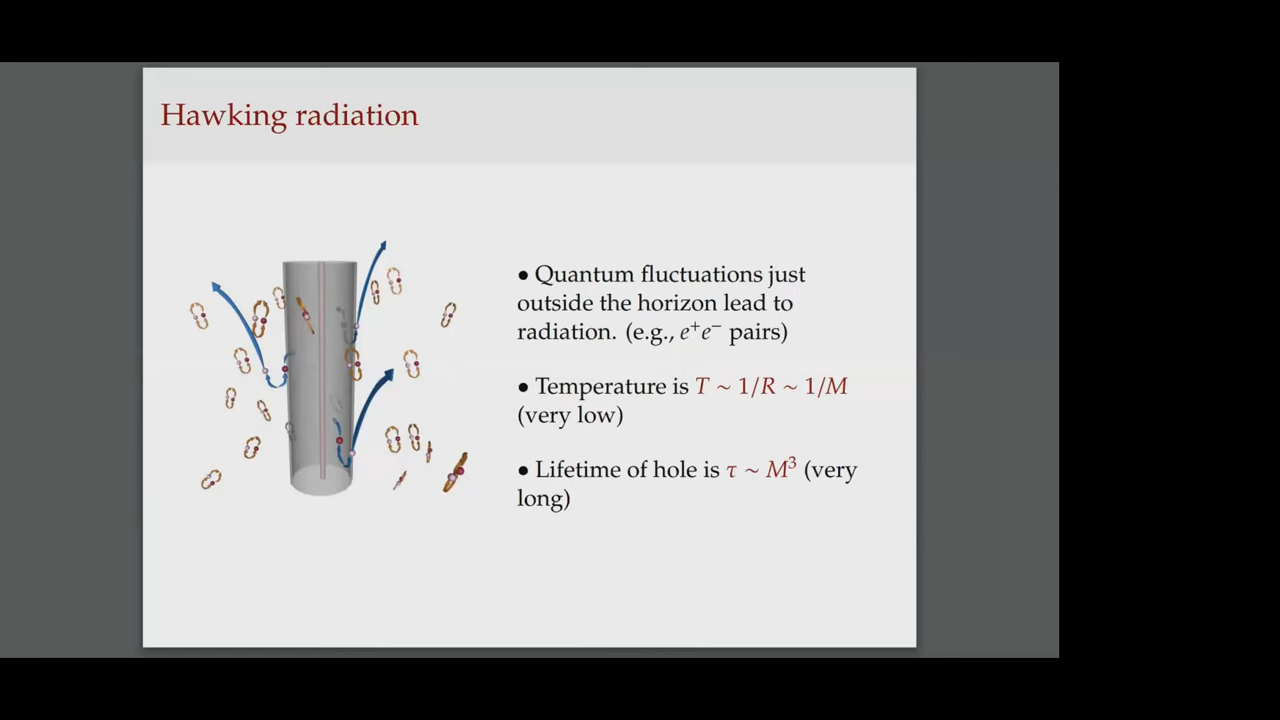 Hawking radiation
• Quantum fluctuations just
outside the horizon lead to
radiation. (e.g., e⁺e⁻ pairs)
• Temperature is T ~ 1/R ~ 1/M
(very low)
• Lifetime of hole is τ ~ M³ (very
long)